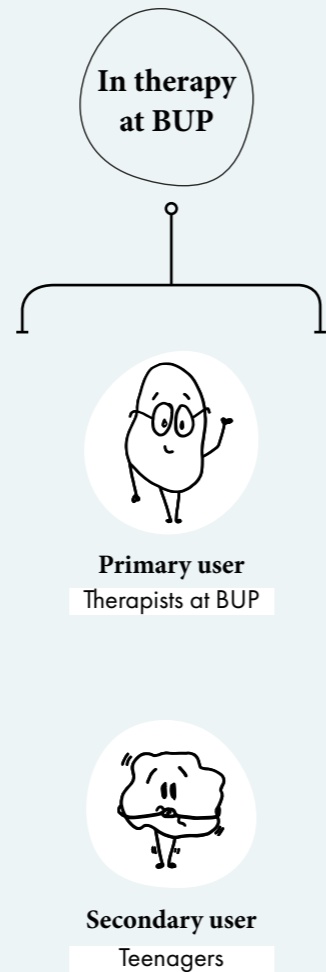 In therapy
at BUP
Primary user
Therapists at BUP
Secondary user
Teenagers